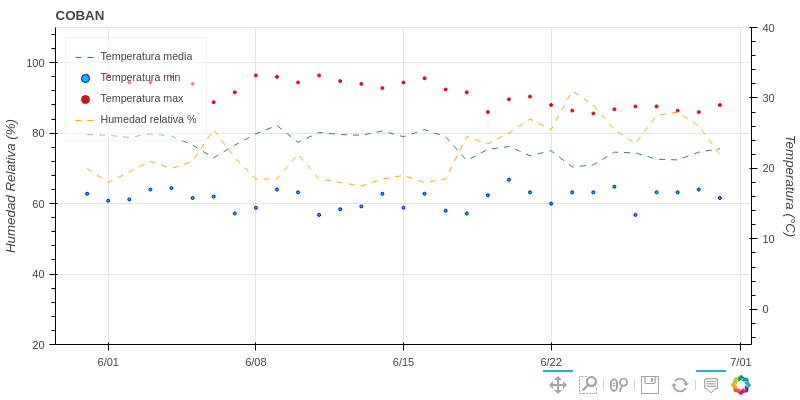 COBAN
Temperatura media
Temperatura min
Temperatura max
Humedad relativa %
Humedad Relativa (%)
100
80
60
40
20
40
30
20
10
0
Temperatura (°C)
6/01
6/08
6/15
6/22
7/01